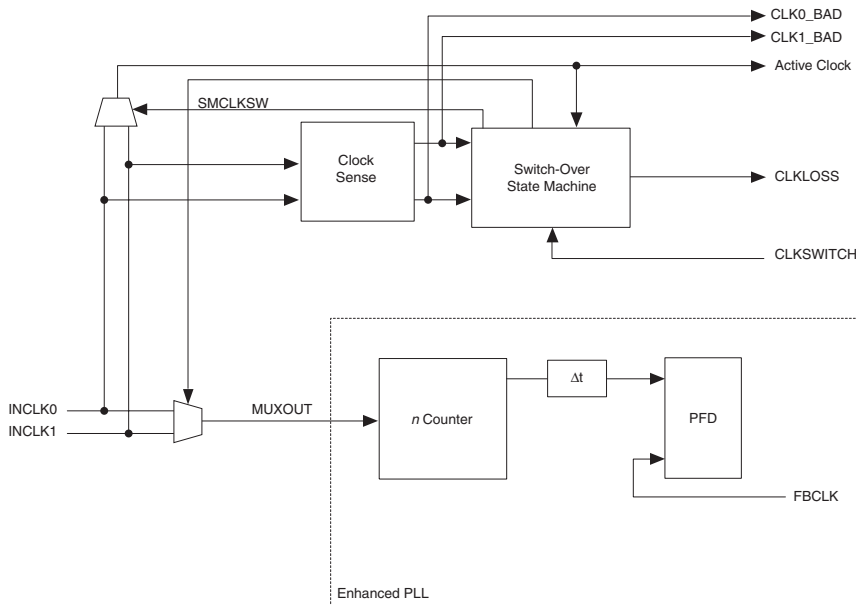 CLK0_BAD
CLK1_BAD
Active Clock
SMCLKSW
Clock
Sense
Switch-Over
State Machine
CLKLOSS
CLKSWITCH
INCLK0
INCLK1
MUXOUT
n Counter
Δt
PFD
FBCLK
Enhanced PLL